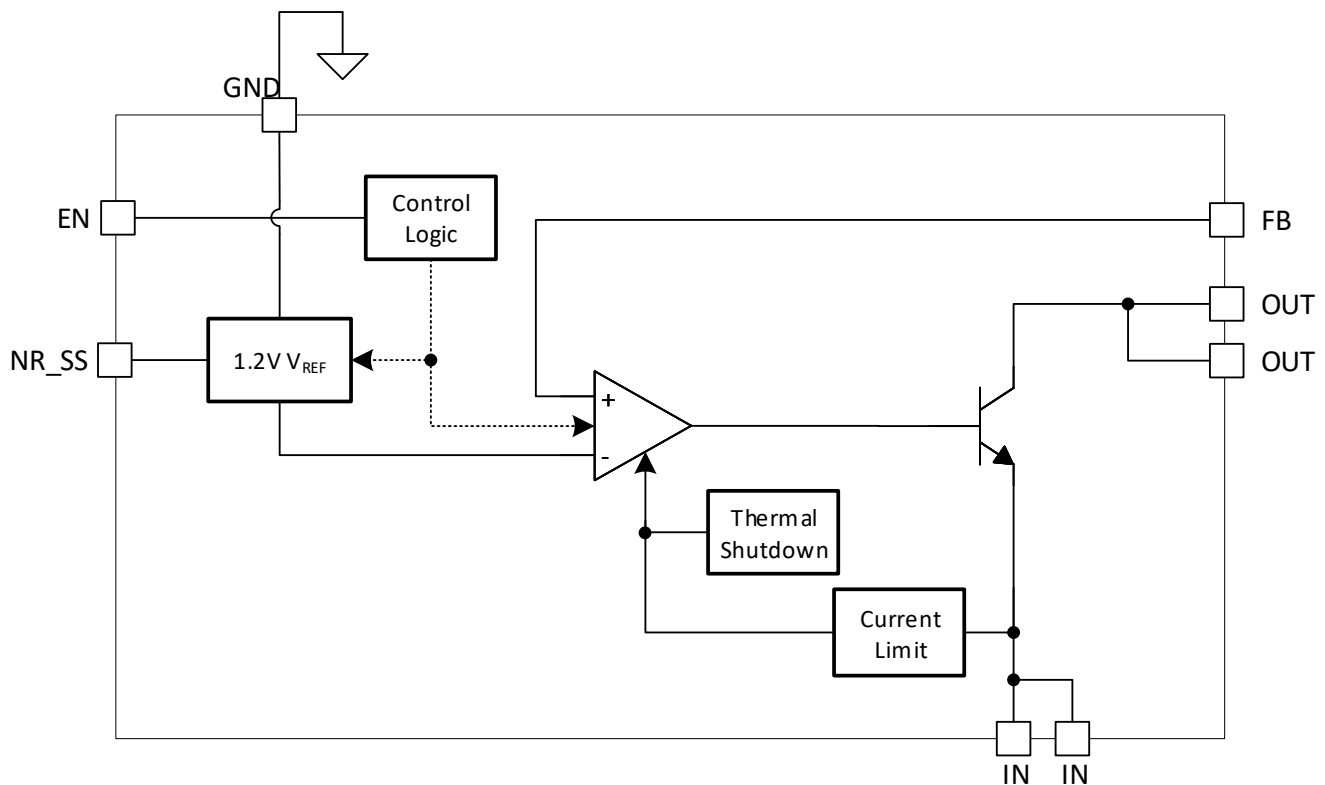 GND
EN
Control
Logic
FB
OUT
NR_SS
1.2V VREF
OUT
+
-
Thermal
Shutdown
Current
Limit
IN
IN